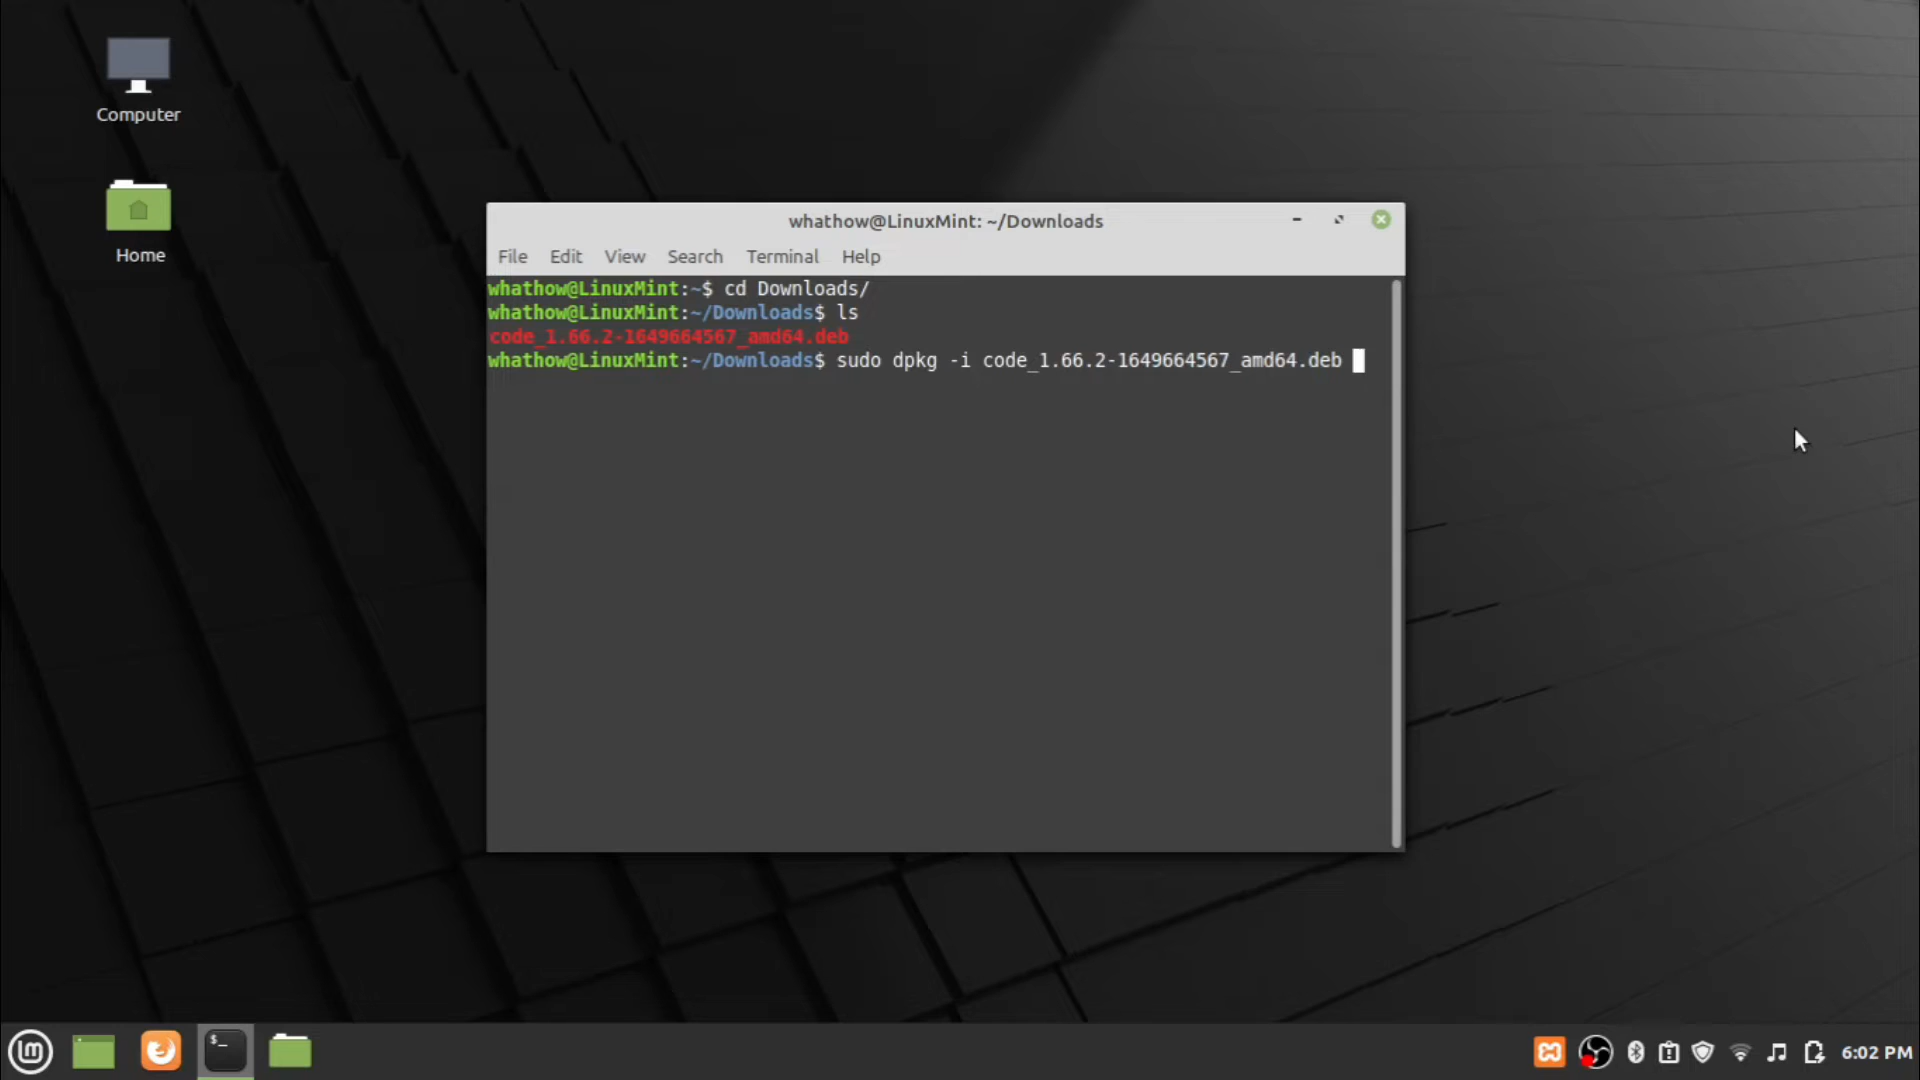 Computer
Home
whathow@LinuxMint: ~/Downloads
File Edit View Search Terminal Help
whathow@LinuxMint:~$ cd Downloads/
whathow@LinuxMint:~/Downloads$ ls
code_1.66.2-1649664567_amd64.deb
whathow@LinuxMint:~/Downloads$ sudo dpkg -i code_1.66.2-1649664567_amd64.deb
$_
6:02 PM